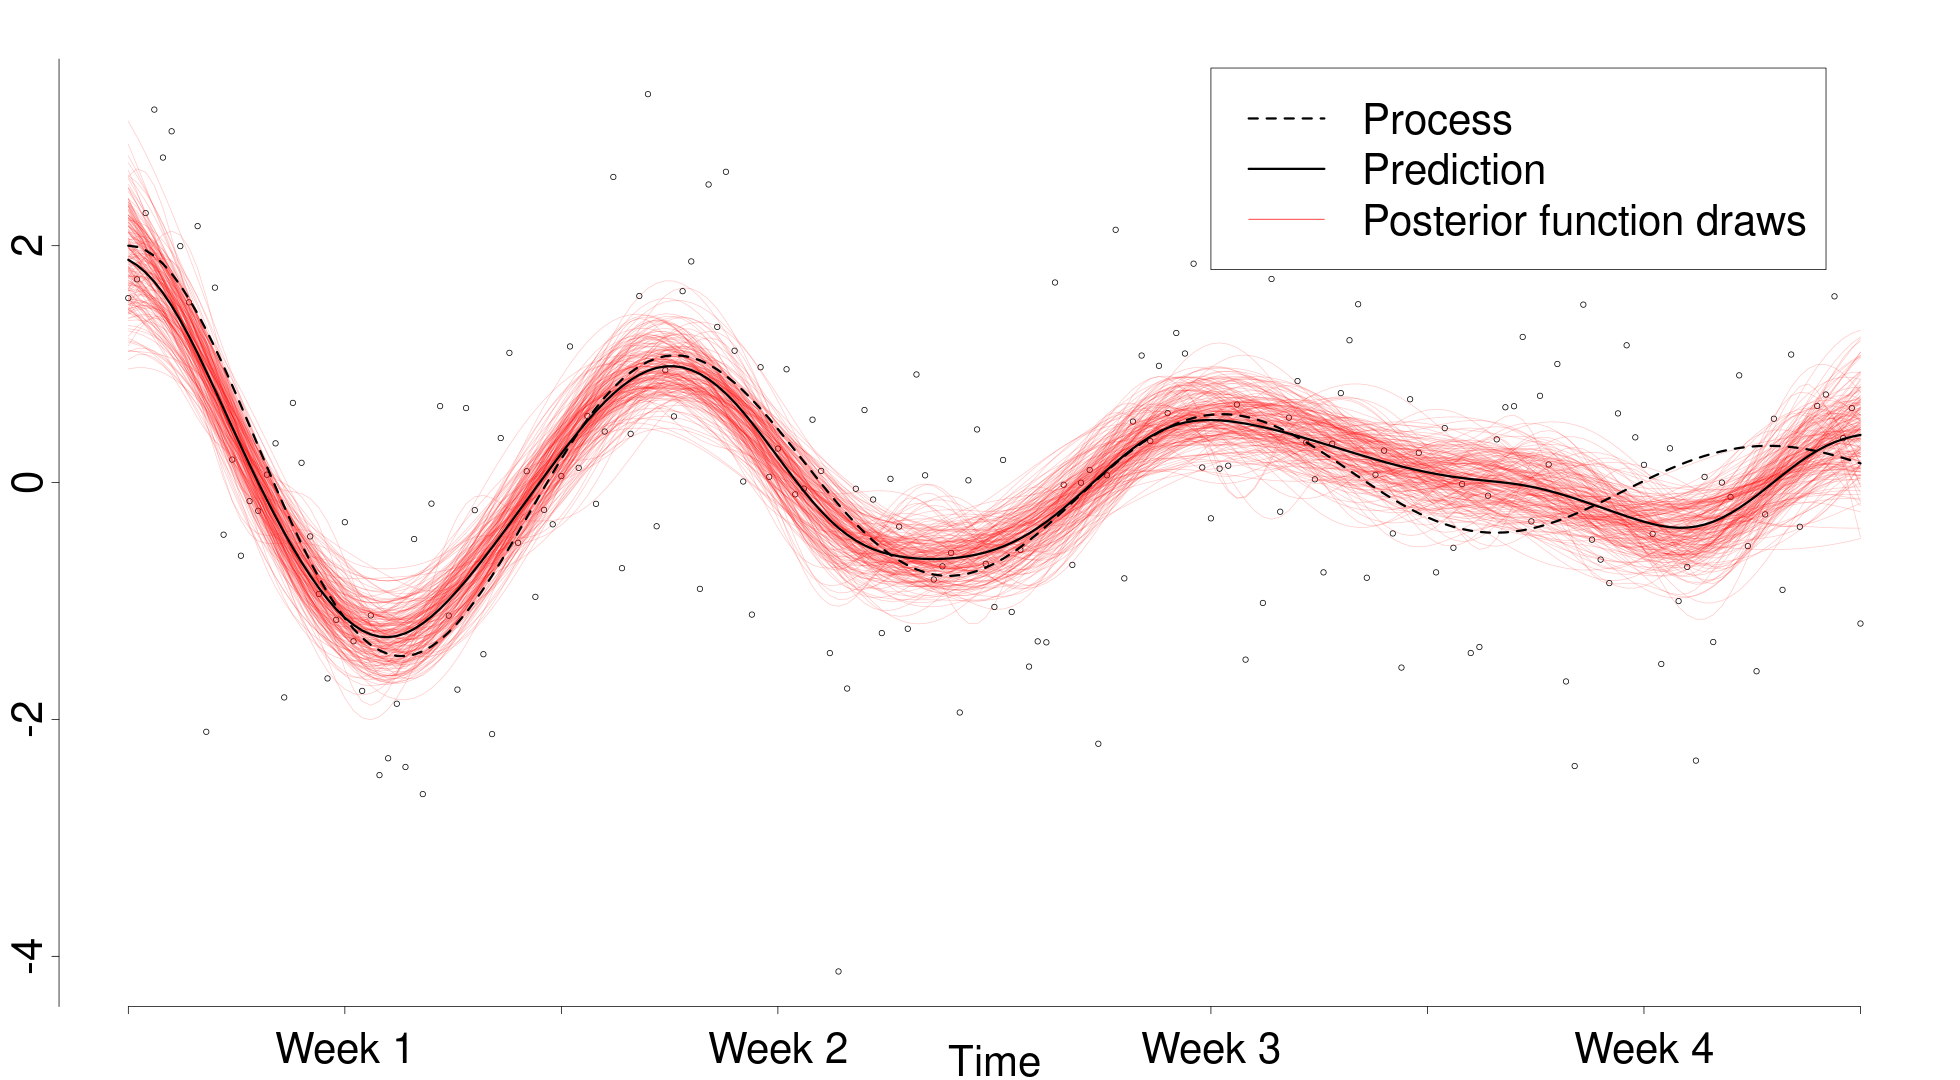 Process
Prediction
Posterior function draws
2
0
-2
-4
Week 1
Week 2
Week 3
Week 4
Time